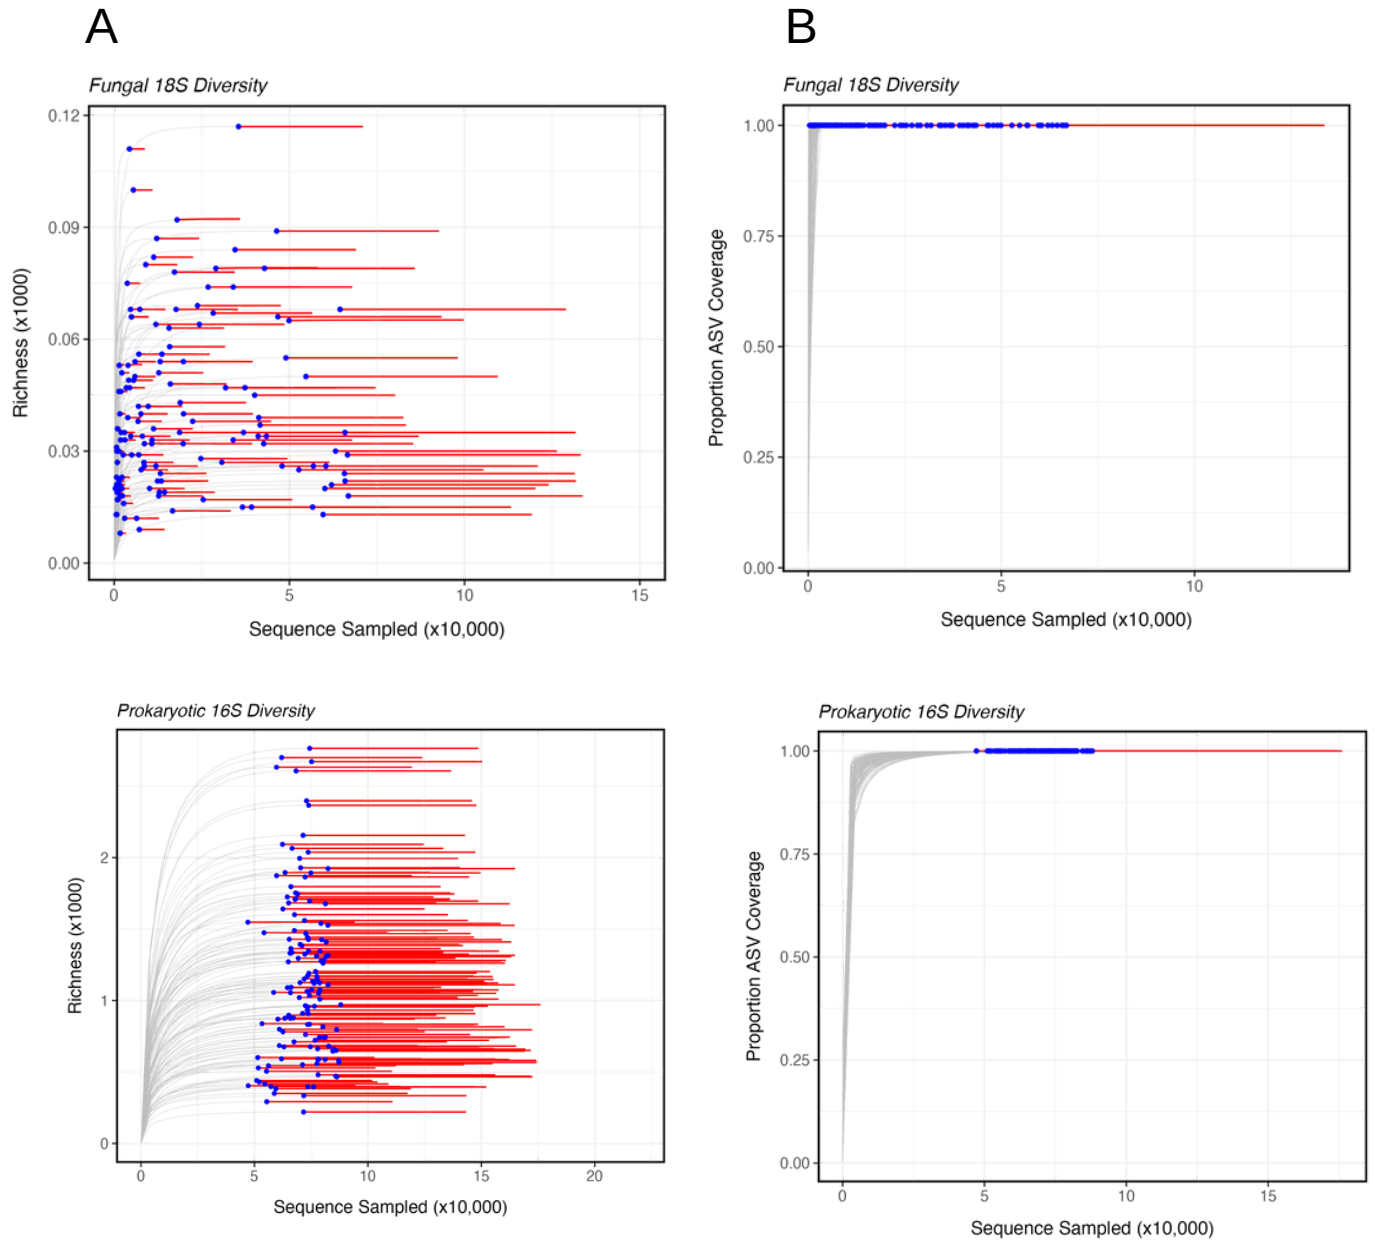 A
B
Fungal 18S Diversity
Richness (x1000)
0.12
0.09
0.06
0.03
0.00
0
5
10
15
Sequence Sampled (x10,000)
Fungal 18S Diversity
Proportion ASV Coverage
1.00
0.75
0.50
0.25
0.00
0
5
10
Sequence Sampled (x10,000)
Prokaryotic 16S Diversity
Richness (x1000)
2
1
0
0
5
10
15
20
Sequence Sampled (x10,000)
Prokaryotic 16S Diversity
Proportion ASV Coverage
1.00
0.75
0.50
0.25
0.00
0
5
10
15
Sequence Sampled (x10,000)